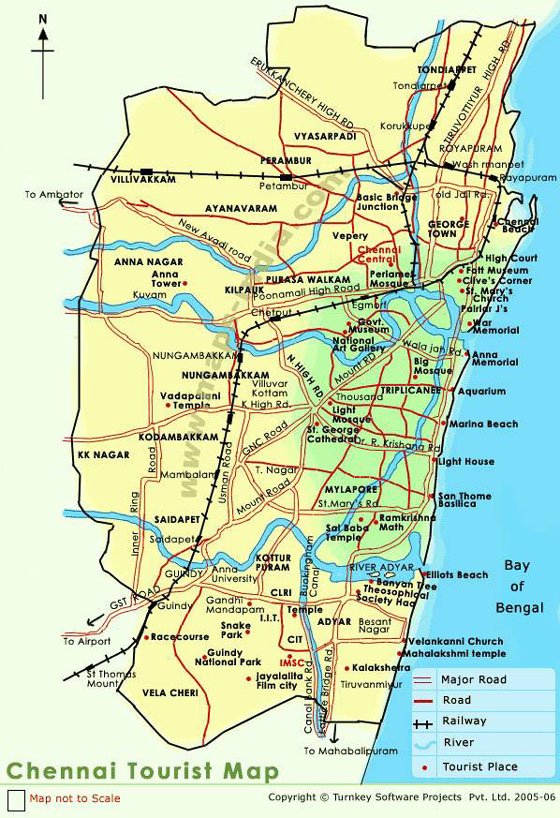 N
TONDIARPET
Tondiarpet
ERUKKANCHERY HIGH RD.
TIRUVOTTIYUR HIGH RD.
Korukkupet
VYASARPADI
ROYAPURAM
PERAMBUR
Wash rmanpet
VILLIVAKKAM
Petambur
Rayapuram
To Ambator
Basic Bridge
Junction
Told Jail Rd.
AYANAVARAM
New Avadi road
GEORGE
TOWN
Chennai
Beach
Vepery
Chennai
Central
ANNA NAGAR
High Court
Anna
Tower
PURASA WALKAM
Periamet
Mosque
Fort Museum
Clive's Corner
KILPAUK
Poonamali High Road
St. Mary's
Church
Kuvam
Egmore
Parlar J's
Chetput
Govt.
Museum
War
Memorial
National
Art Gallery
Wala jah Rd.
NUNGAMBAKKAM
N HIGH RD
Mount RD
Anna
Memorial
Big
Mosque
NUNGAMBAKKAM
Villuvar
Kottam
TRIPLICANEE
Aquarium
Vadapalani
Temple
K High Rd.
Thousand
Light
Mosque
Marina Beach
St. George
Cathedral
KODAMBAKKAM
GNC Road
Dr. R. Krishana Rd.
KK NAGAR
Light House
Mambalam
Usman Road
T. Nagar
Mount Road
MYLAPORE
San Thome
Basilica
St.Mary's Rd
Inner Ring Road
SAIDAPET
Ramkrishna
Math
Sai Baba
Temple
Saidapet
KOTTUR
PURAM
Buckingham
Canal
RIVER ADYAR
Elliots Beach
Bay
of
Bengal
GUINDY
Anna
University
Banyan Tree
Theosophical
Society Haq
GST. ROAD
CLRI
Guindy
Gandhi
Mandapam
Temple
I.I.T.
ADYAR
Besant
Nagar
To Airport
Snake
Park
CIT
Racecourse
Velankanni Church
Guindy
National Park
IMSC
Mahalakshmi temple
St Thomas
Mount
Kalakshetra
Jayalalita
Film city
Tiruvanmiyur
VELA CHERI
Canal Bank Rd.
Lattice Bridge Rd.
To Mahabalipuram
Major Road
Road
Railway
River
Tourist Place
Chennai Tourist Map
Map not to Scale
Copyright © Turnkey Software Projects Pvt. Ltd. 2005-06